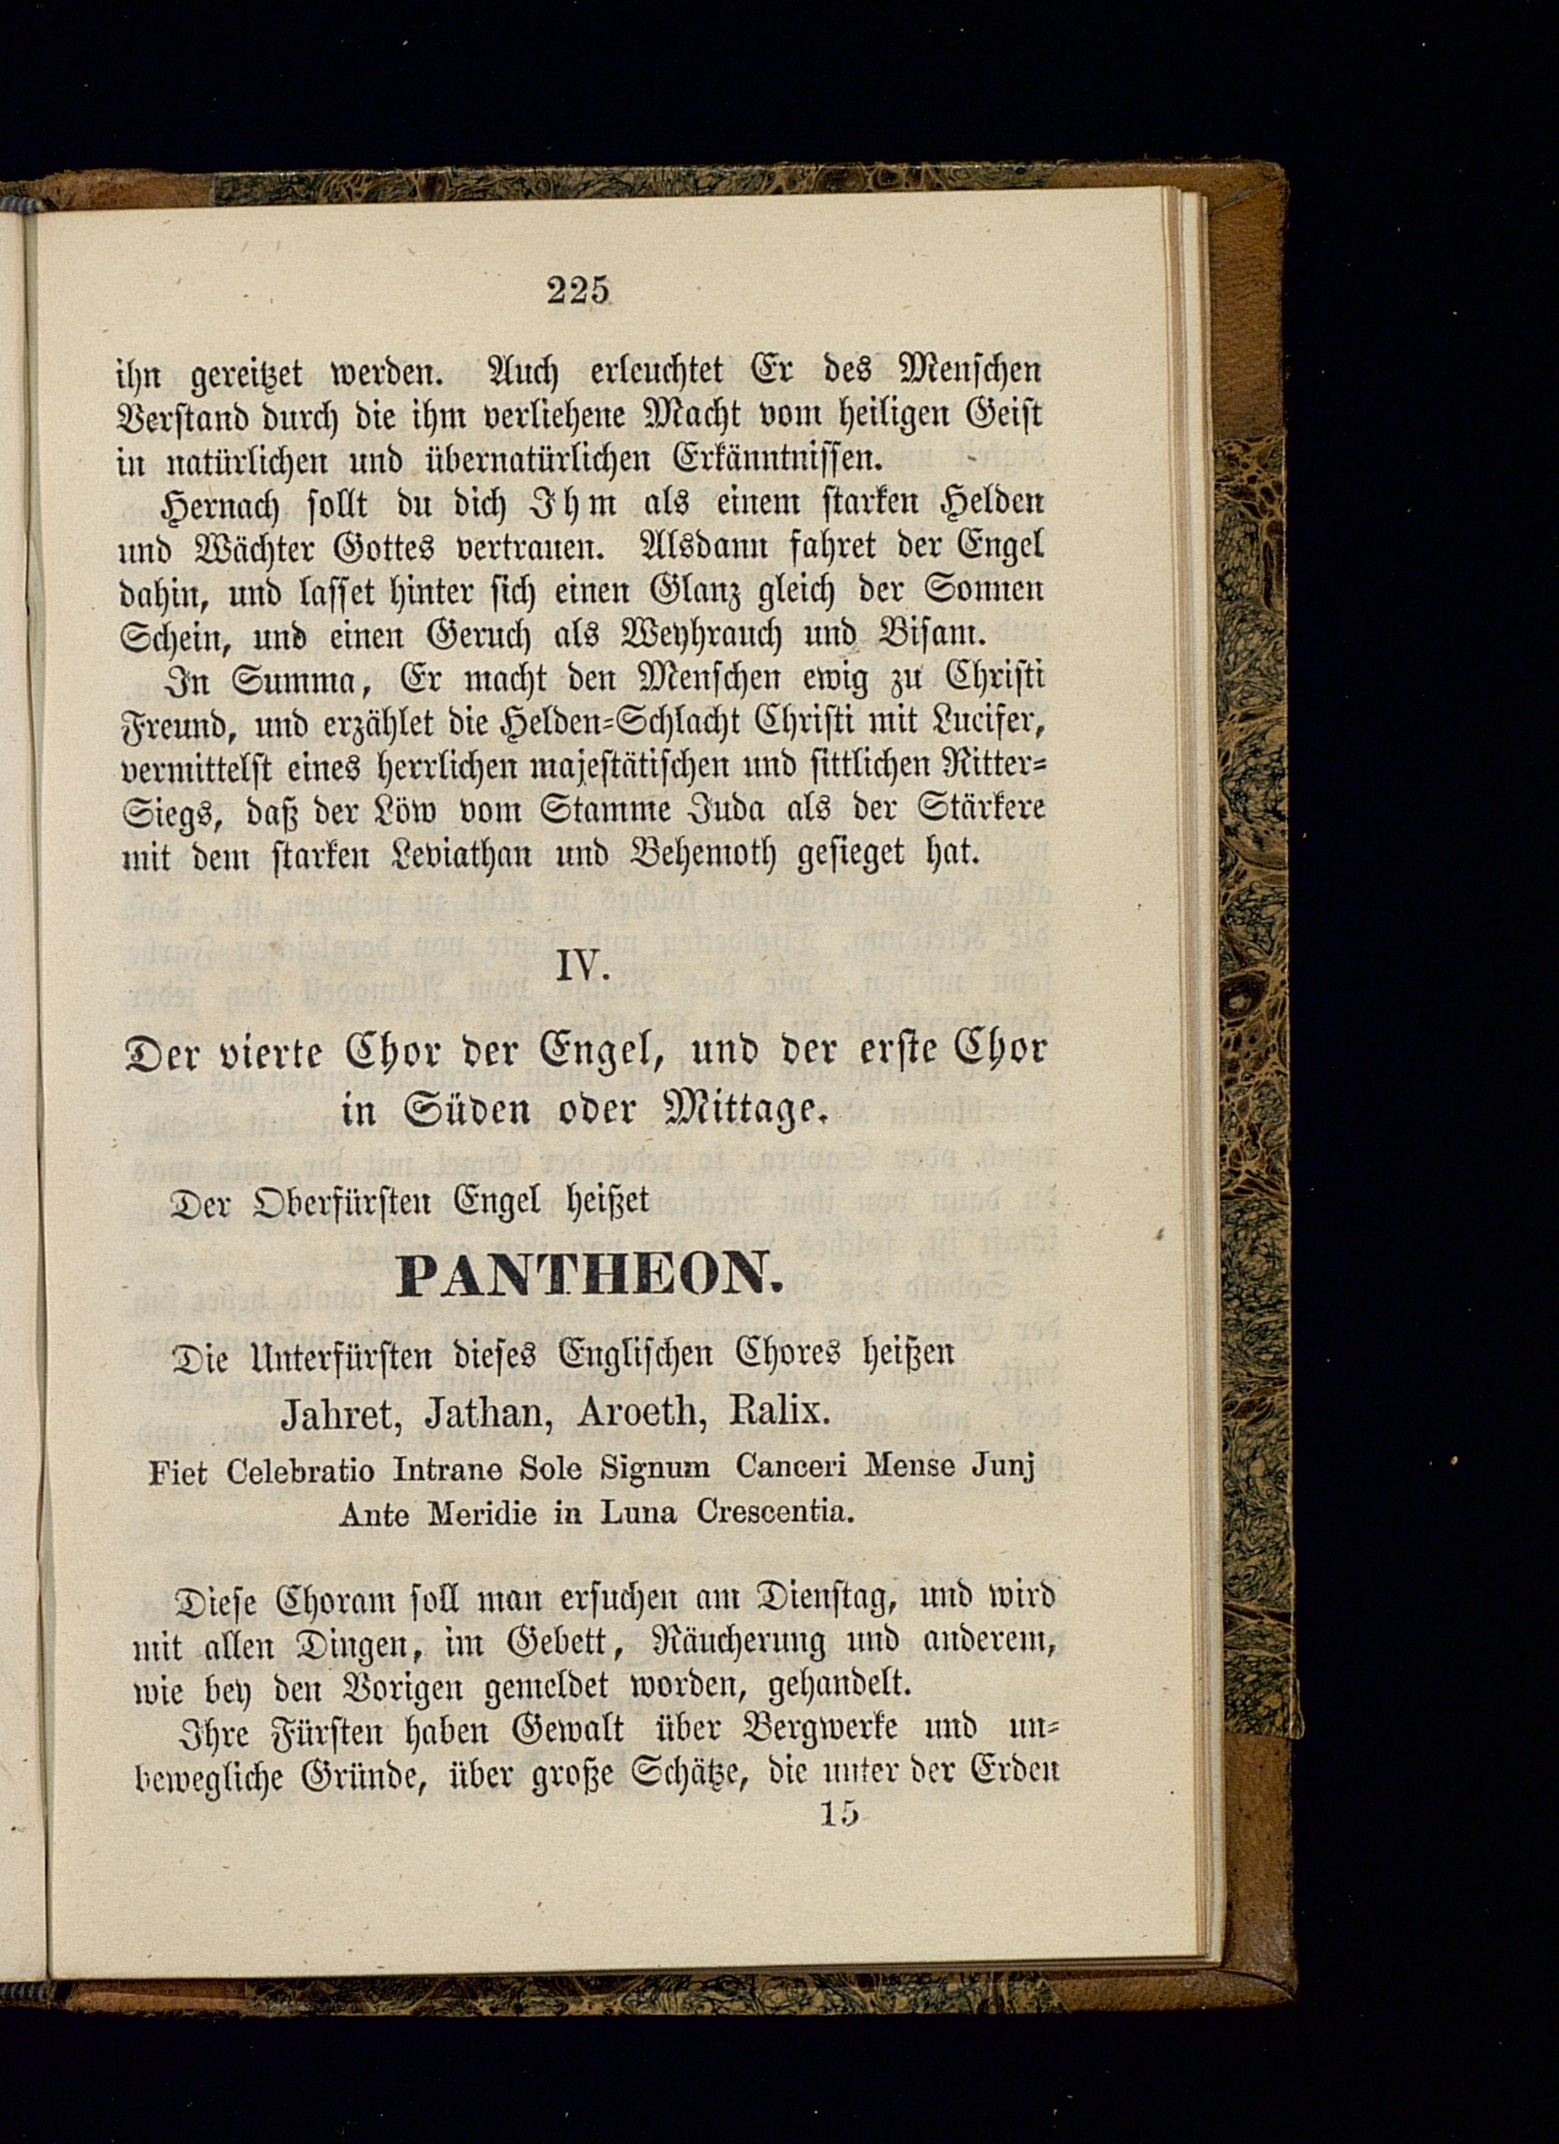 225
ihn gereitzet werden. Auch erleuchtet Er des Menschen
Verstand durch die ihm verliehene Macht vom heiligen Geist
in natürlichen und übernatürlichen Erkänntnissen.
Hernach sollt du dich Ihm als einem starken Helden
und Wächter Gottes vertrauen. Alsdann fahret der Engel
dahin, und lasset hinter sich einen Glanz gleich der Sonnen
Schein, und einen Geruch als Weyhrauch und Bisam.
In Summa, Er macht den Menschen ewig zu Christi
Freund, und erzählet die Helden-Schlacht Christi mit Lucifer,
vermittelst eines herrlichen majestätischen und sittlichen Ritter-
Siegs, daß der Löw vom Stamme Juda als der Stärkere
mit dem starken Leviathan und Behemoth gesieget hat.
IV.
Der vierte Chor der Engel, und der erste Chor
in Süden oder Mittage.
Der Oberfürsten Engel heißet
PANTHEON.
Die Unterfürsten dieses Englischen Chores heißen
Jahret, Jathan, Aroeth, Ralix.
Fiet Celebratio Intrane Sole Signum Canceri Mense Junj
Ante Meridie in Luna Crescentia.
Diese Choram soll man ersuchen am Dienstag, und wird
mit allen Dingen, im Gebett, Räucherung und anderem,
wie bey den Vorigen gemeldet worden, gehandelt.
Ihre Fürsten haben Gewalt über Bergwerke und un-
bewegliche Gründe, über große Schätze, die unter der Erden
15